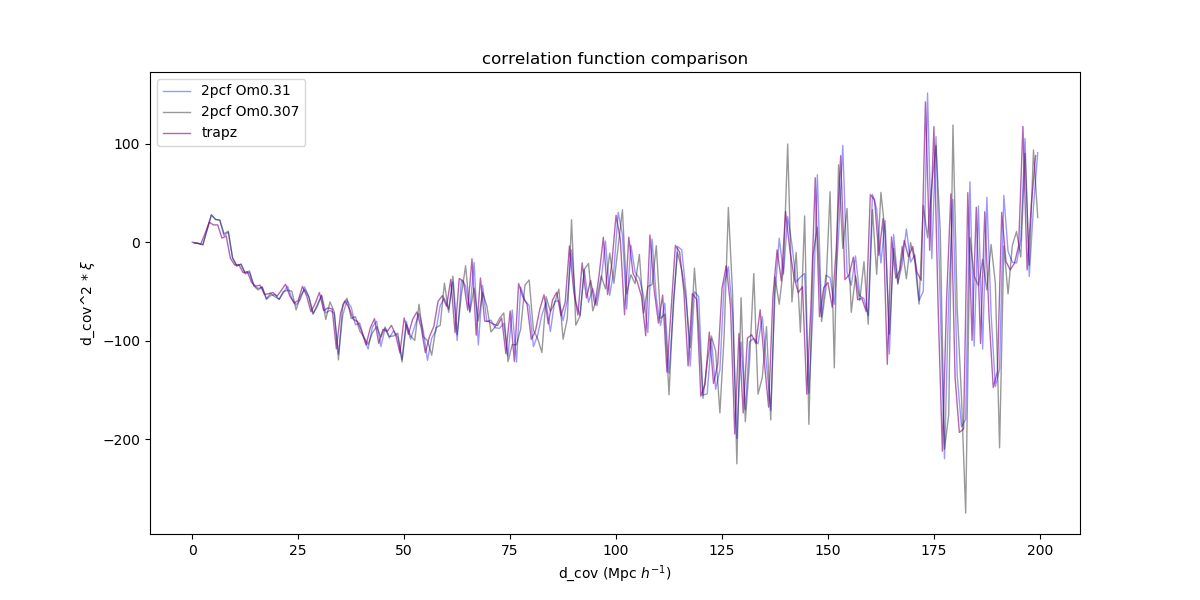 correlation function comparison
2pcf Om0.31
2pcf Om0.307
trapz
d_cov^2 * ξ
100
0
−100
−200
0 25 50 75 100 125 150 175 200
d_cov (Mpc h⁻¹)